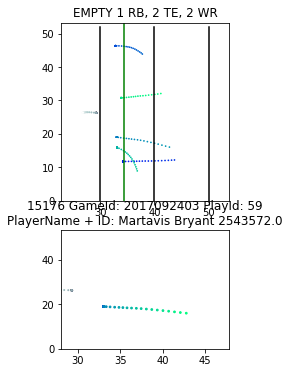 EMPTY 1 RB, 2 TE, 2 WR
50
40
30
20
10
0
30 40 50
15176 GameId: 2017092403 PlayId: 59
PlayerName + ID: Martavis Bryant 2543572.0
40
20
0
30 35 40 45